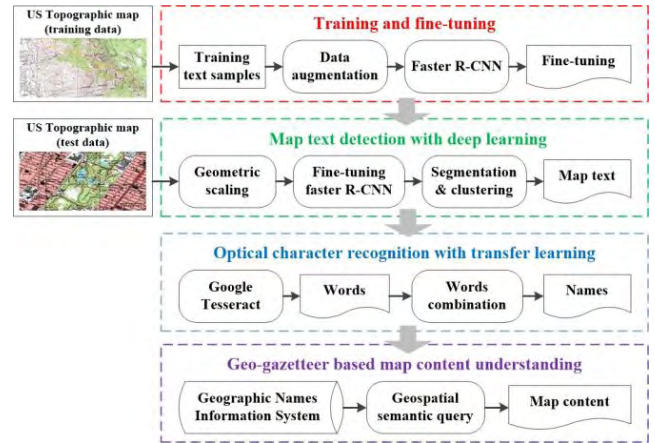 US Topographic map
(training data)
Training and fine-tuning
Training
text samples
Data
augmentation
Faster R-CNN
Fine-tuning
US Topographic map
(test data)
Map text detection with deep learning
Geometric
scaling
Fine-tuning
faster R-CNN
Segmentation
& clustering
Map text
Optical character recognition with transfer learning
Google
Tesseract
Words
Words
combination
Names
Geo-gazetteer based map content understanding
Geographic Names
Information System
Geospatial
semantic query
Map content